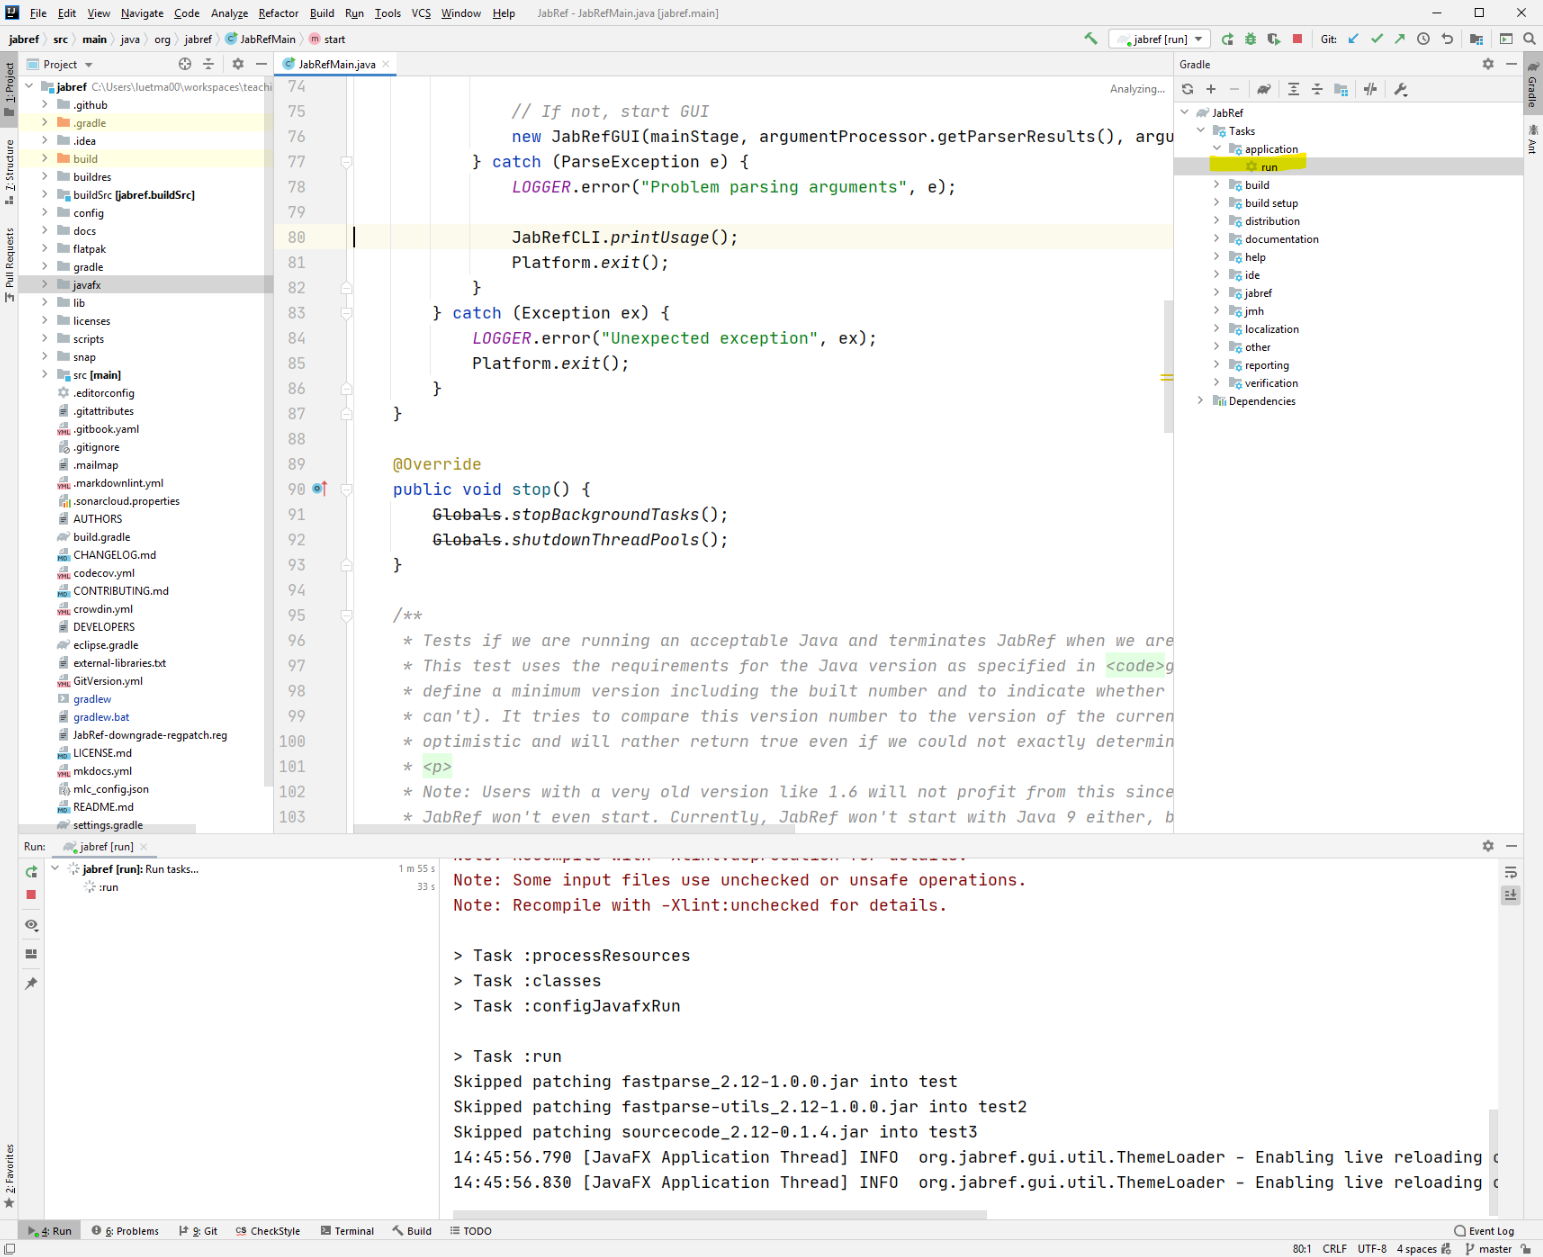 File Edit View Navigate Code Analyze Refactor Build Run Tools VCS Window Help JabRef - JabRefMain.java [jabref.main]
jabref src main java org jabref JabRefMain start jabref [run] Git:
Project JabRefMain.java Gradle
1: Project
7: Structure
Pull Requests
2: Favorites
jabref C:\Users\luetma00\workspaces\teachi
.github
.gradle
.idea
build
buildres
buildSrc [jabref.buildSrc]
config
docs
flatpak
gradle
javafx
lib
licenses
scripts
snap
src [main]
.editorconfig
.gitattributes
.gitbook.yaml
.gitignore
.mailmap
.markdownlint.yml
.sonarcloud.properties
AUTHORS
build.gradle
CHANGELOG.md
codecov.yml
CONTRIBUTING.md
crowdin.yml
DEVELOPERS
eclipse.gradle
external-libraries.txt
GitVersion.yml
gradlew
gradlew.bat
JabRef-downgrade-regpatch.reg
LICENSE.md
mkdocs.yml
mlc_config.json
README.md
settings.gradle
Analyzing...
74
75 // If not, start GUI
76 new JabRefGUI(mainStage, argumentProcessor.getParserResults(), argu
77 } catch (ParseException e) {
78 LOGGER.error("Problem parsing arguments", e);
79
80 JabRefCLI.printUsage();
81 Platform.exit();
82 }
83 } catch (Exception ex) {
84 LOGGER.error("Unexpected exception", ex);
85 Platform.exit();
86 }
87 }
88
89 @Override
90 public void stop() {
91 Globals.stopBackgroundTasks();
92 Globals.shutdownThreadPools();
93 }
94
95 /**
96 * Tests if we are running an acceptable Java and terminates JabRef when we are
97 * This test uses the requirements for the Java version as specified in <code>g
98 * define a minimum version including the built number and to indicate whether
99 * can't). It tries to compare this version number to the version of the curren
100 * optimistic and will rather return true even if we could not exactly determin
101 * <p>
102 * Note: Users with a very old version like 1.6 will not profit from this since
103 * JabRef won't even start. Currently, JabRef won't start with Java 9 either, b
JabRef
Tasks
application
run
build
build setup
distribution
documentation
help
ide
jabref
jmh
localization
other
reporting
verification
Dependencies
Gradle
Ant
Run: jabref [run]
jabref [run]: Run tasks... 1 m 55 s
:run 33 s
Note: Recompile with -Xlint:deprecation for details.
Note: Some input files use unchecked or unsafe operations.
Note: Recompile with -Xlint:unchecked for details.
> Task :processResources
> Task :classes
> Task :configJavafxRun
> Task :run
Skipped patching fastparse_2.12-1.0.0.jar into test
Skipped patching fastparse-utils_2.12-1.0.0.jar into test2
Skipped patching sourcecode_2.12-0.1.4.jar into test3
14:45:56.790 [JavaFX Application Thread] INFO org.jabref.gui.util.ThemeLoader - Enabling live reloading o
14:45:56.830 [JavaFX Application Thread] INFO org.jabref.gui.util.ThemeLoader - Enabling live reloading o
4: Run 6: Problems 9: Git CheckStyle Terminal Build TODO Event Log
80:1 CRLF UTF-8 4 spaces master